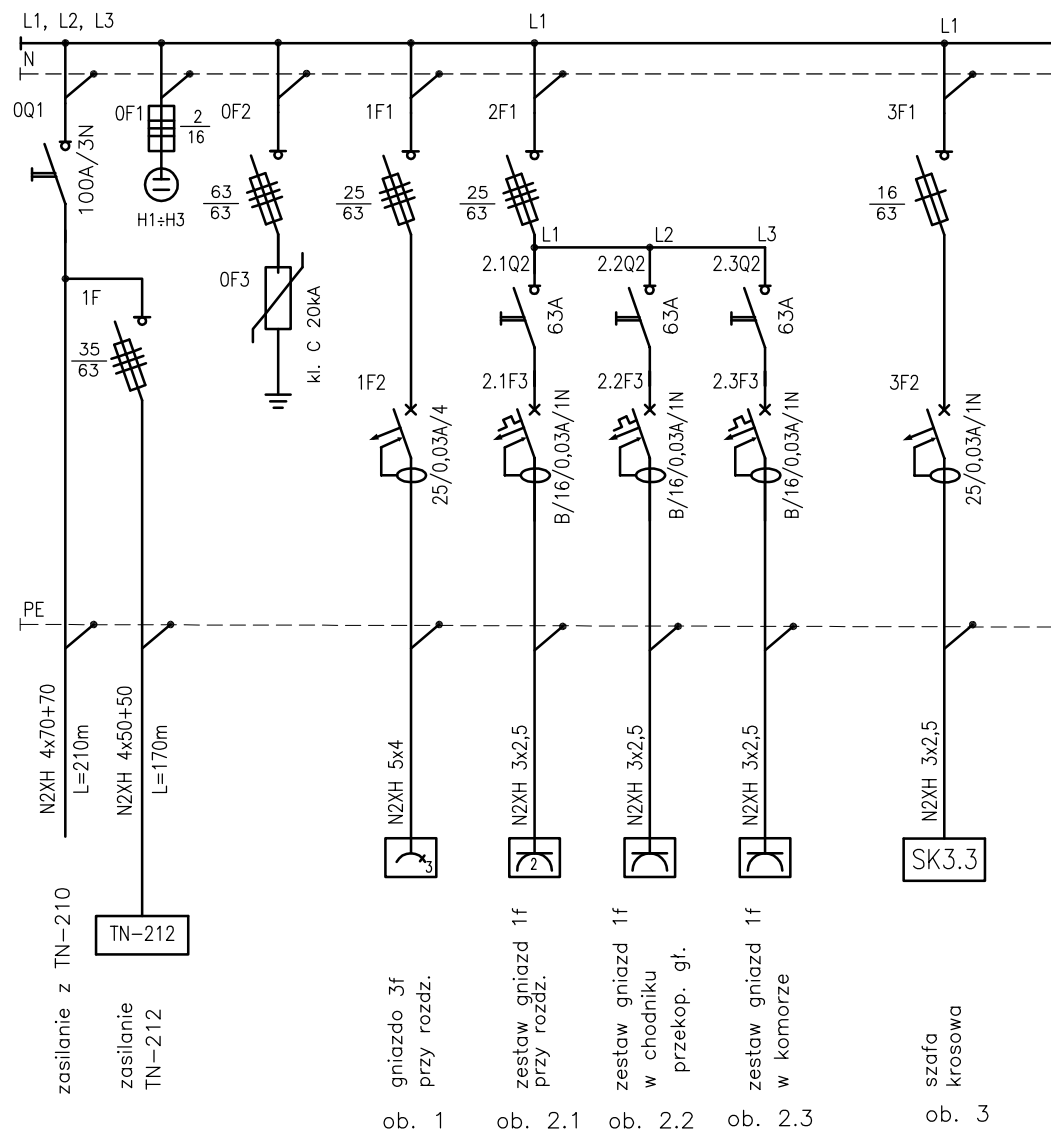 L1, L2, L3
L1
L1
N
0Q1
100A/3N
0F1
2
16
H1÷H3
0F2
63
63
0F3
kl. C 20kA
1F1
25
63
2F1
25
63
3F1
16
63
1F
35
63
L1
L2
L3
2.1Q2
63A
2.2Q2
63A
2.3Q2
63A
1F2
25/0,03A/4
2.1F3
B/16/0,03A/1N
2.2F3
B/16/0,03A/1N
2.3F3
B/16/0,03A/1N
3F2
25/0,03A/1N
PE
N2XH 4x70+70
L=210m
N2XH 4x50+50
L=170m
N2XH 5x4
N2XH 3x2,5
N2XH 3x2,5
N2XH 3x2,5
N2XH 3x2,5
3
2
SK3.3
TN-212
zasilanie z TN-210
zasilanie
TN-212
gniazdo 3f
przy rozdz.
zestaw gniazd 1f
przy rozdz.
zestaw gniazd 1f
w chodniku
przekop. gł.
zestaw gniazd 1f
w komorze
szafa
krosowa
ob. 1
ob. 2.1
ob. 2.2
ob. 2.3
ob. 3